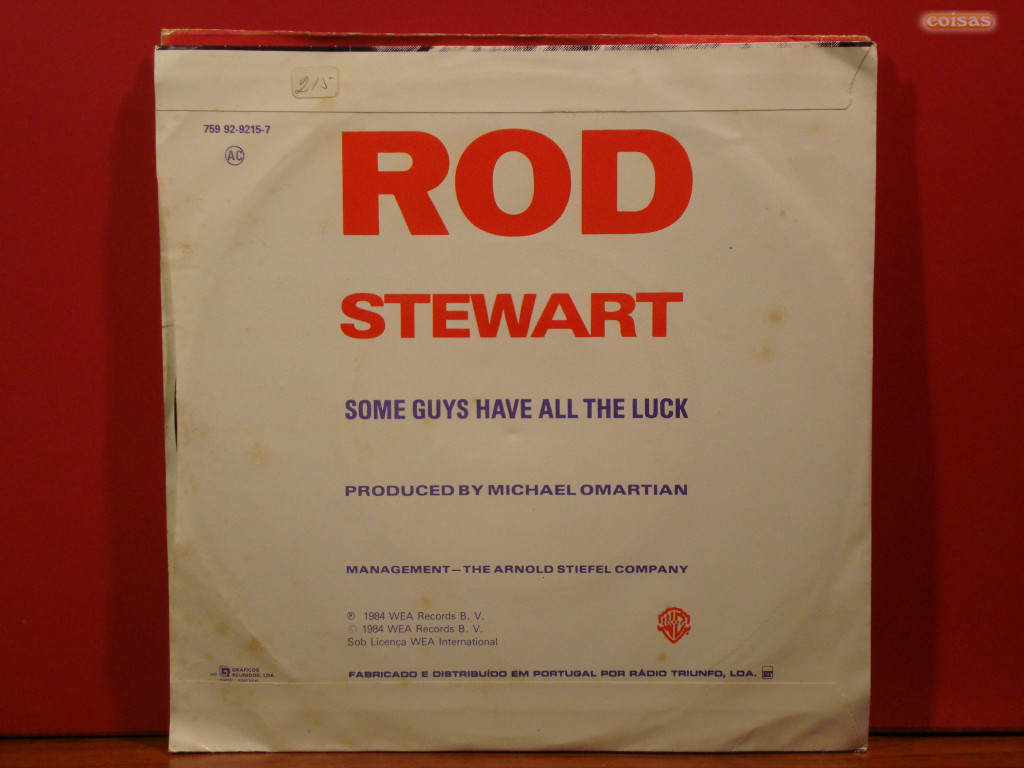 coisas
215
759 92-9215-7
AC
ROD
STEWART
SOME GUYS HAVE ALL THE LUCK
PRODUCED BY MICHAEL OMARTIAN
MANAGEMENT—THE ARNOLD STIEFEL COMPANY
℗ 1984 WEA Records B. V.
© 1984 WEA Records B. V.
Sob Licença WEA International
GRÁFICOS
REUNIDOS, LDA.
FABRICADO E DISTRIBUÍDO EM PORTUGAL POR RÁDIO TRIUNFO, LDA.